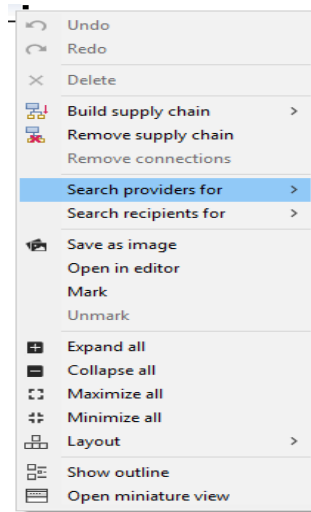 Undo
Redo
Delete
Build supply chain
Remove supply chain
Remove connections
Search providers for
Search recipients for
Save as image
Open in editor
Mark
Unmark
Expand all
Collapse all
Maximize all
Minimize all
Layout
Show outline
Open miniature view